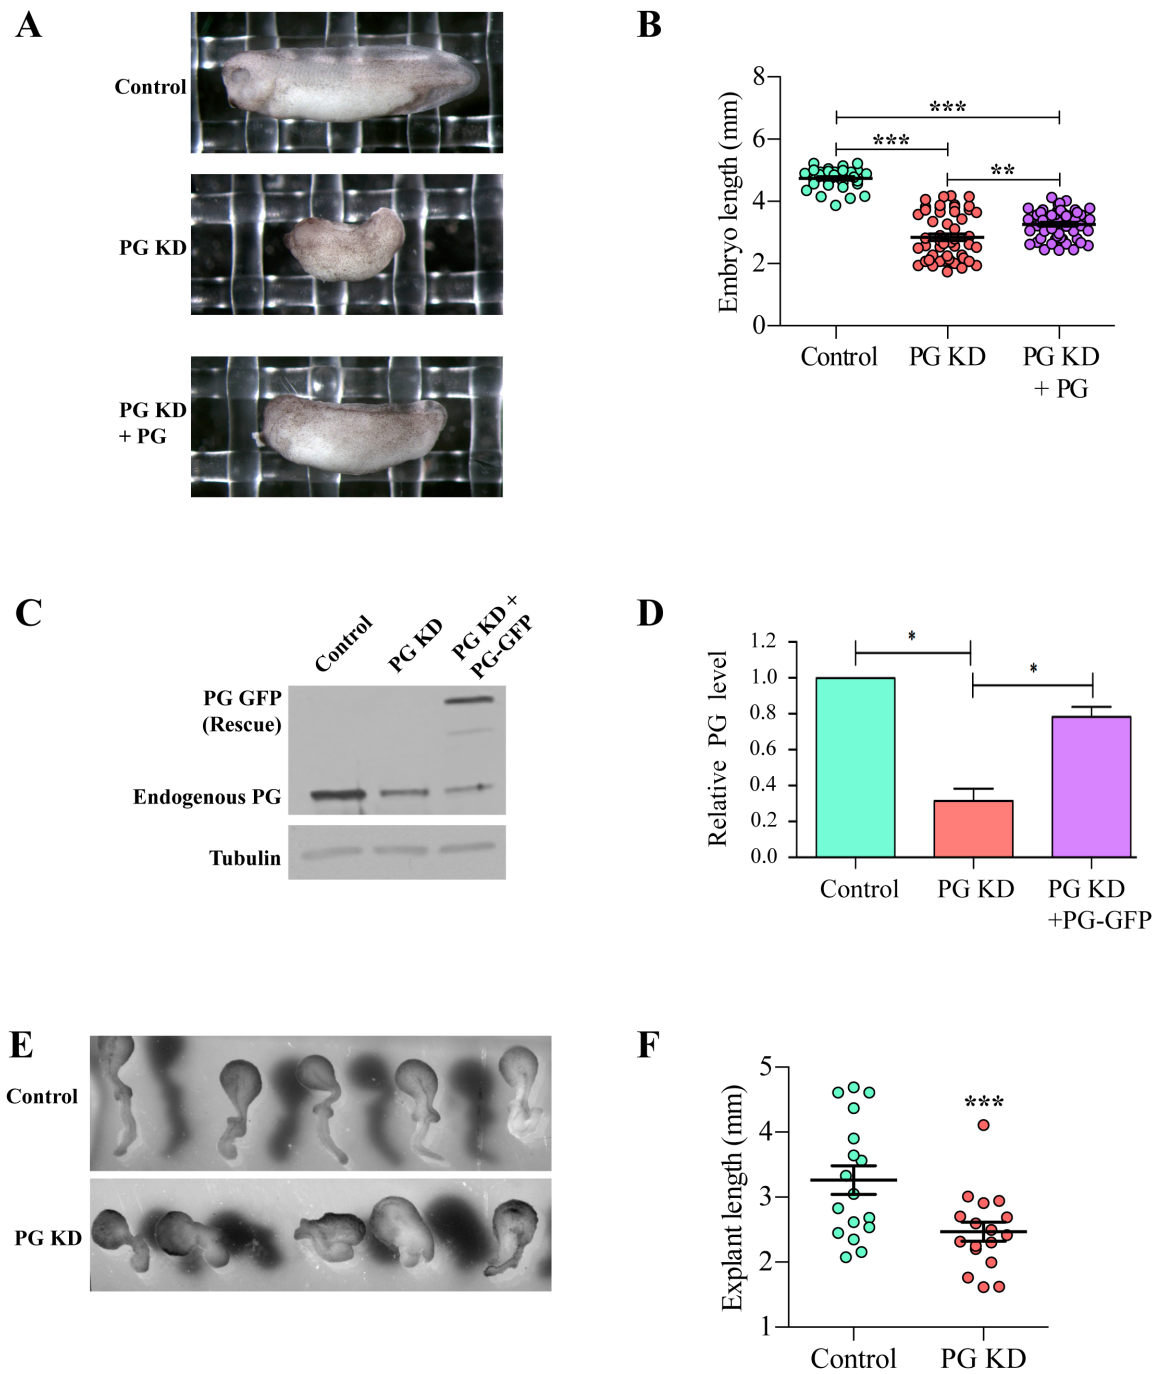 A
Control
PG KD
PG KD
+ PG
B
Embryo length (mm)
8
6
4
2
0
***
***
**
Control
PG KD
PG KD
+ PG
C
Control
PG KD
PG KD +
PG-GFP
PG GFP
(Rescue)
Endogenous PG
Tubulin
D
Relative PG level
1.2
1.0
0.8
0.6
0.4
0.2
0.0
*
*
Control
PG KD
PG KD
+PG-GFP
E
Control
PG KD
F
Explant length (mm)
5
4
3
2
1
***
Control
PG KD